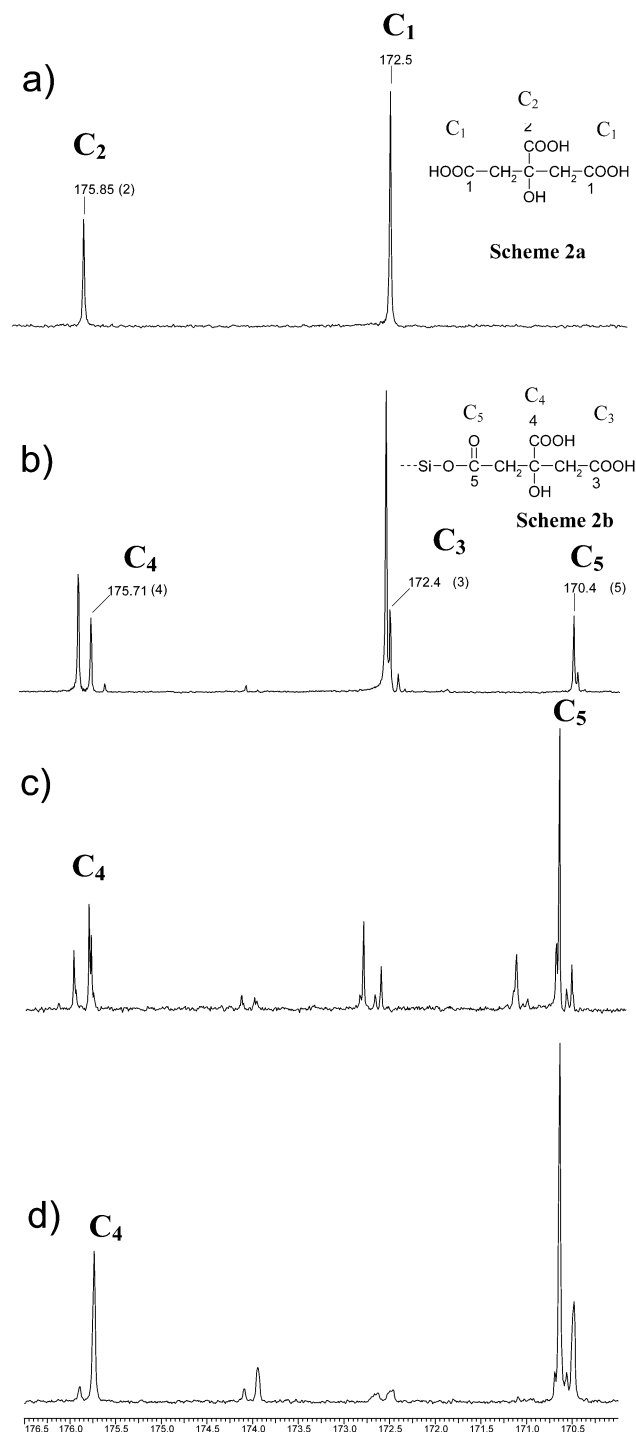 a)
C1
172.5
C2
175.85 (2)
C2
C1
C1
2
COOH
HOOC—CH2—C—CH2—COOH
1
1
OH
Scheme 2a
b)
C4
C5
C3
4
O
COOH
---Si—O—C—CH2—C—CH2—COOH
5
3
OH
Scheme 2b
C4
C3
C5
175.71 (4)
172.4 (3)
170.4 (5)
C5
c)
C4
d)
C4
176.5 176.0 175.5 175.0 174.5 174.0 173.5 173.0 172.5 172.0 171.5 171.0 170.5